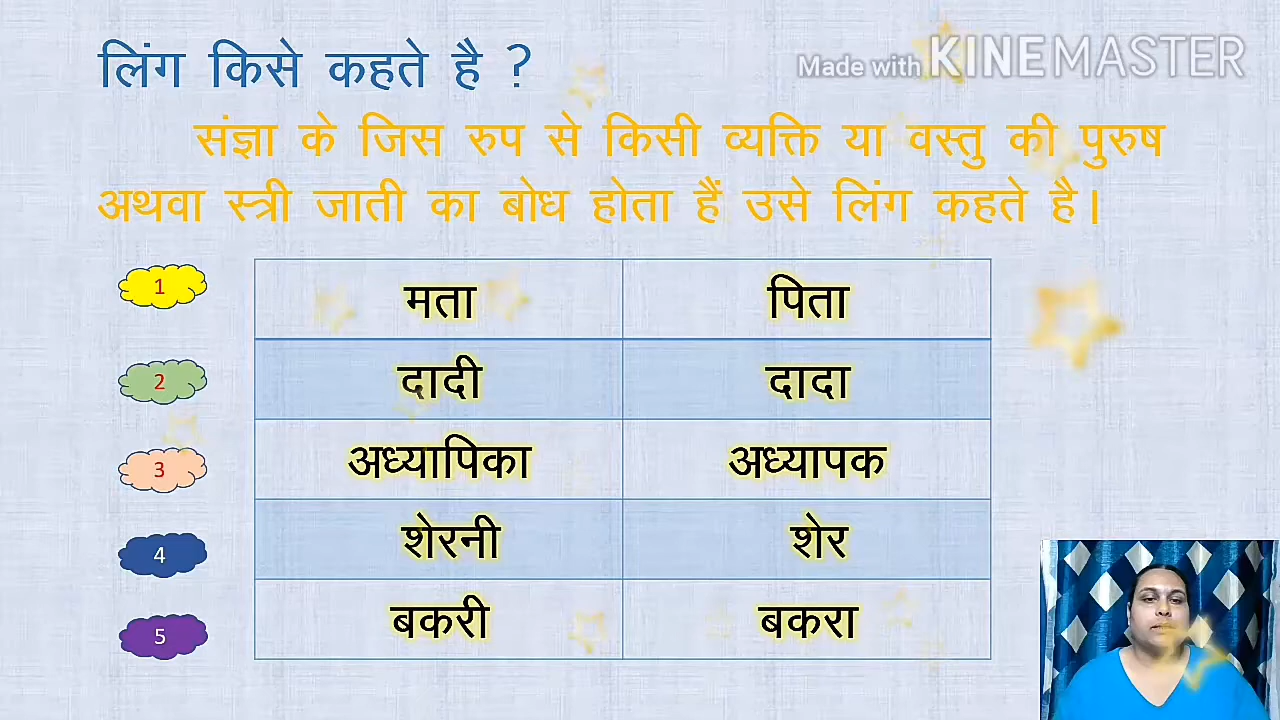 लिंग किसे कहते है ?
Made with KINEMASTER
संज्ञा के जिस रुप से किसी व्यक्ति या वस्तु की पुरुष
अथवा स्त्री जाती का बोध होता हैं उसे लिंग कहते है।
1 मता पिता
2 दादी दादा
3 अध्यापिका अध्यापक
4 शेरनी शेर
5 बकरी बकरा